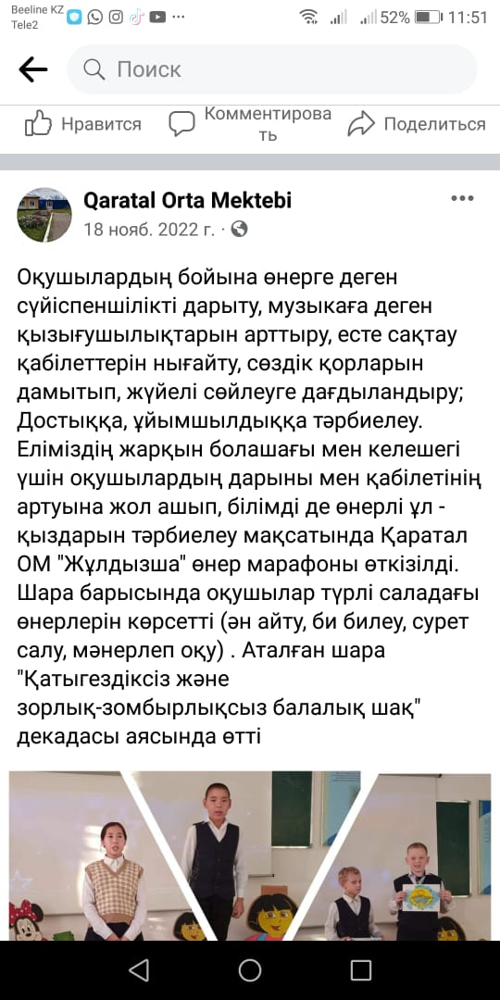 Beeline KZ
Tele2
52% 11:51
Поиск
Нравится
Комментировать
Поделиться
Qaratal Orta Mektebi
18 нояб. 2022 г. ·
Оқушылардың бойына өнерге деген
сүйіспеншілікті дарыту, музыкаға деген
қызығушылықтарын арттыру, есте сақтау
қабілеттерін нығайту, сөздік қорларын
дамытып, жүйелі сөйлеуге дағдыландыру;
Достыққа, ұйымшылдыққа тәрбиелеу.
Еліміздің жарқын болашағы мен келешегі
үшін оқушылардың дарыны мен қабілетінің
артуына жол ашып, білімді де өнерлі ұл -
қыздарын тәрбиелеу мақсатында Қаратал
ОМ "Жұлдызша" өнер марафоны өткізілді.
Шара барысында оқушылар түрлі саладағы
өнерлерін көрсетті (ән айту, би билеу, сурет
салу, мәнерлеп оқу) . Аталған шара
"Қатыгездіксіз және
зорлық-зомбырлықсыз балалық шақ"
декадасы аясында өтті